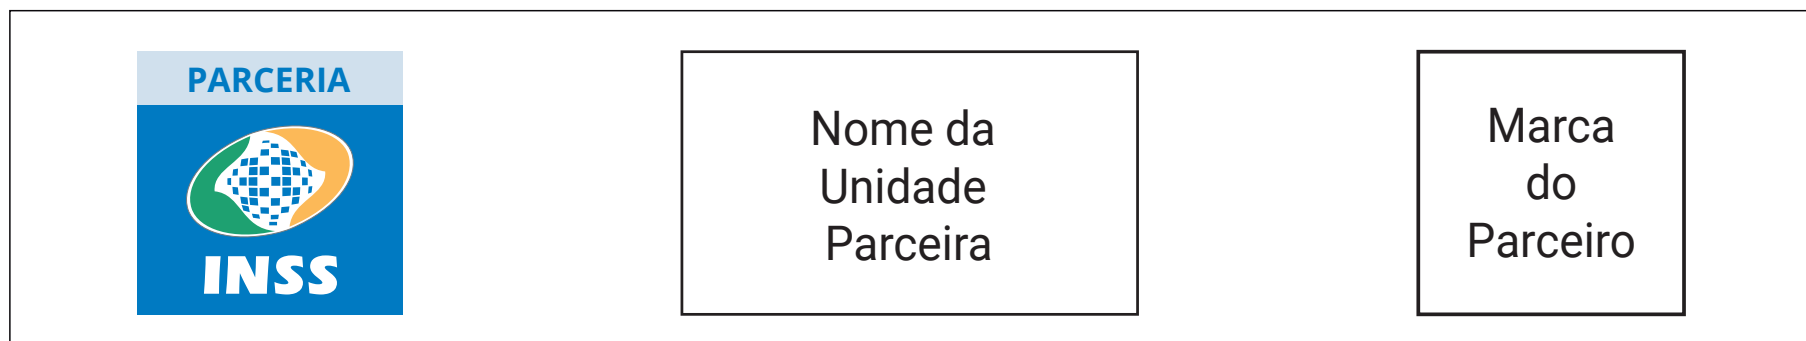 PARCERIA
INSS
Nome da
Unidade
Parceira
Marca
do
Parceiro